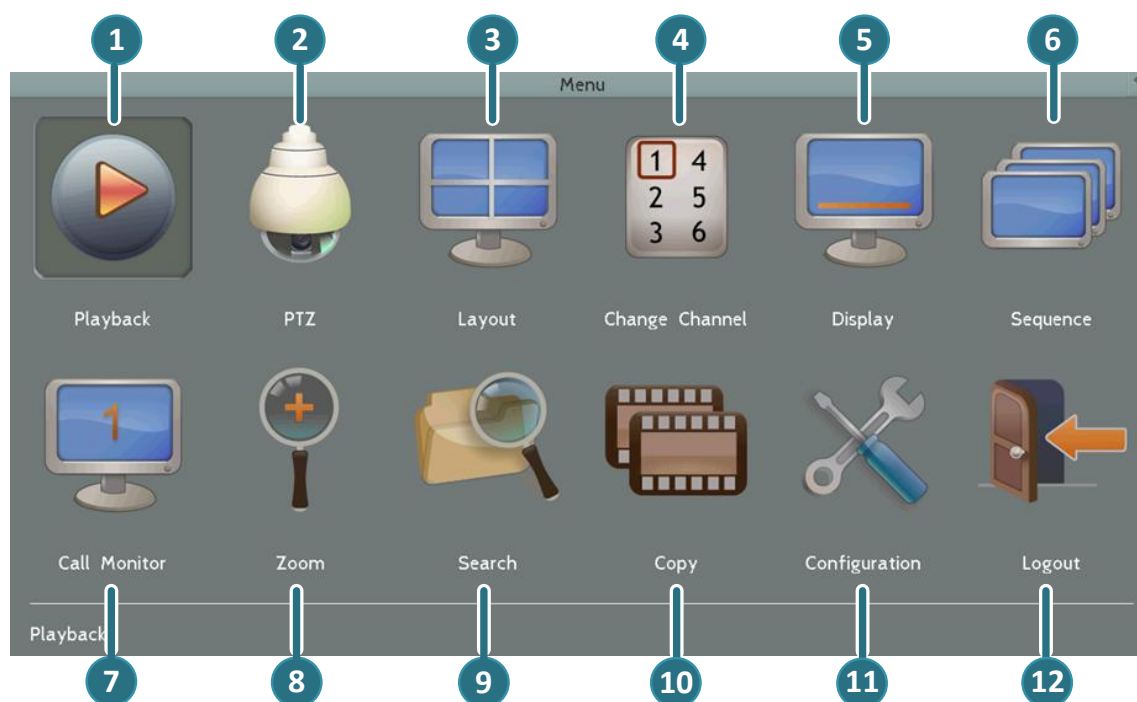 1 2 3 4 5 6
Menu
1 4
2 5
3 6
Playback PTZ Layout Change Channel Display Sequence
1
Call Monitor Zoom Search Copy Configuration Logout
Playback
7 8 9 10 11 12